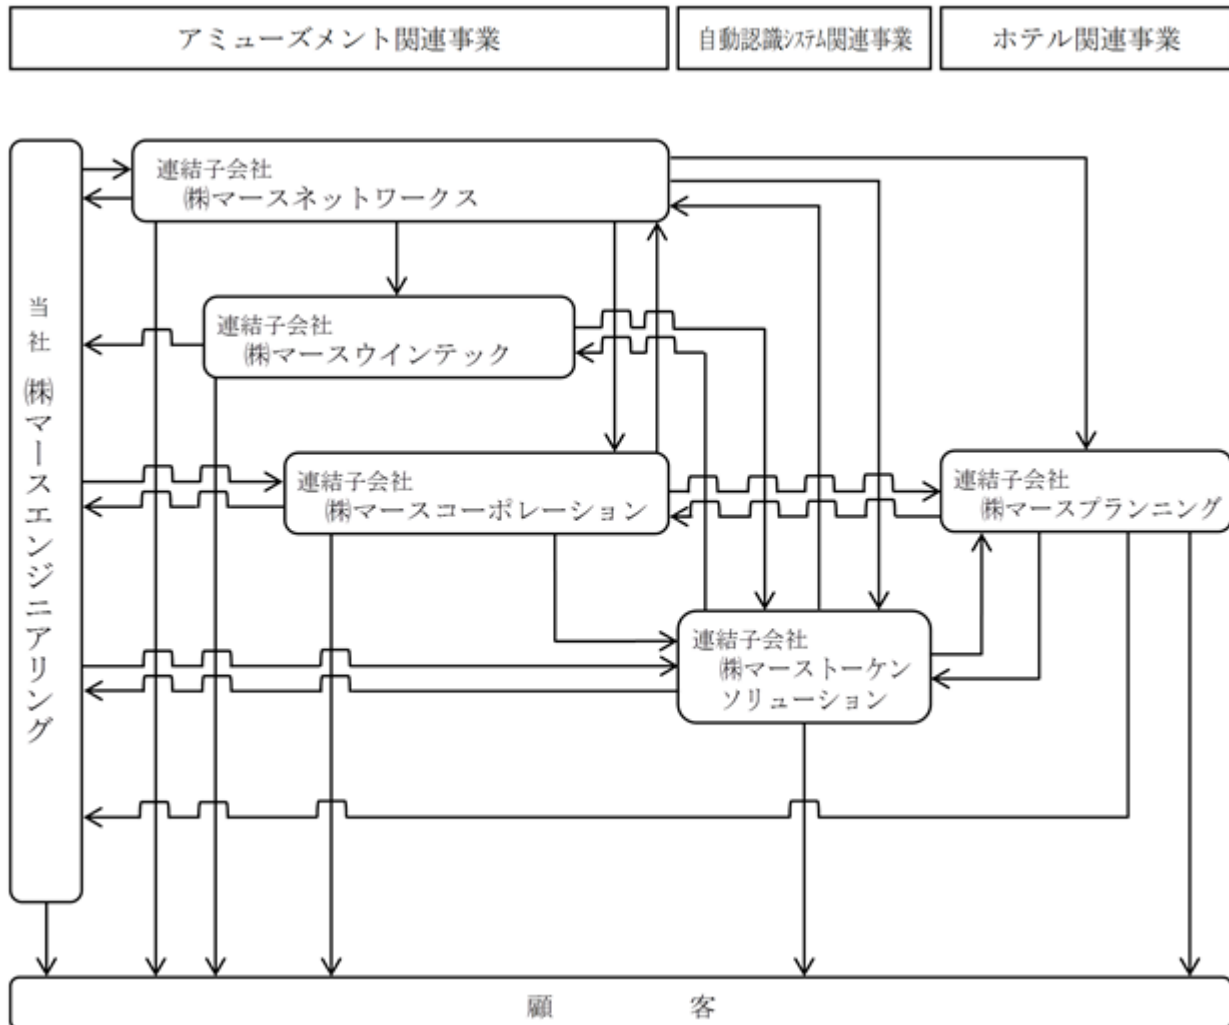 アミューズメント関連事業
自動認識システム関連事業
ホテル関連事業
当社 ㈱マースエンジニアリング
連結子会社
㈱マースネットワークス
連結子会社
㈱マースウインテック
連結子会社
㈱マースコーポレーション
連結子会社
㈱マースプランニング
連結子会社
㈱マーストーケン
ソリューション
顧客